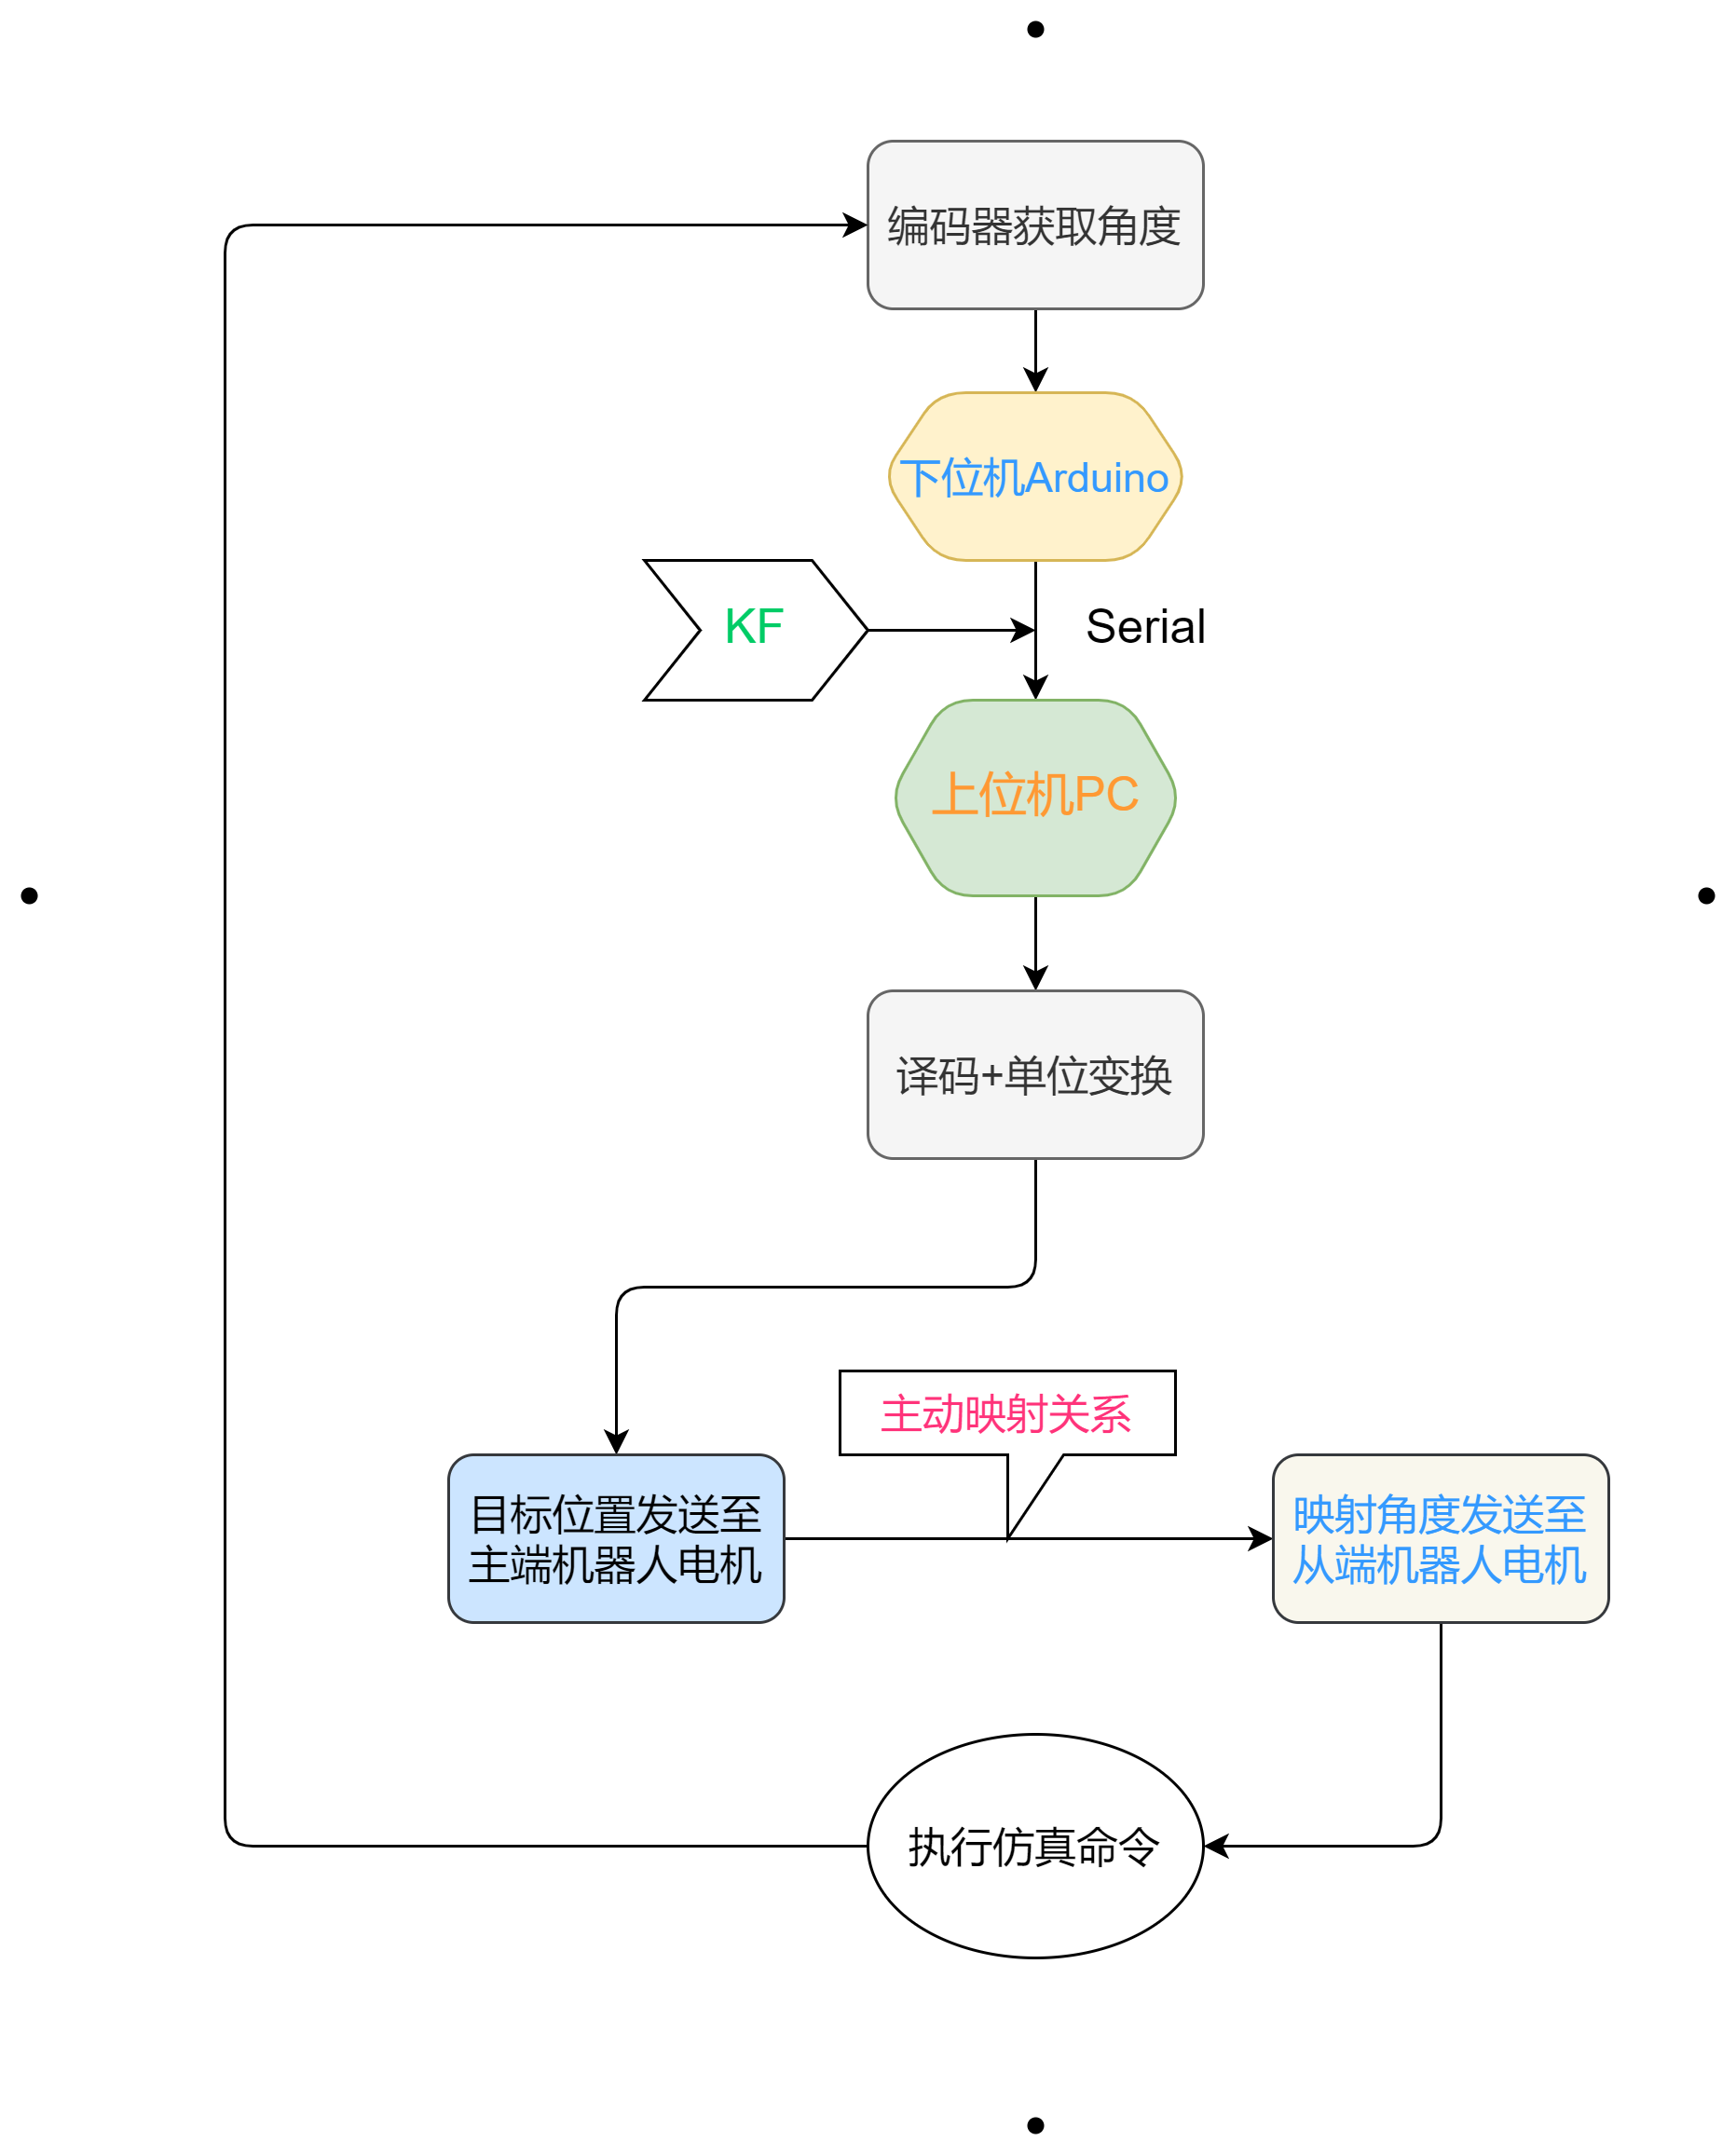 编码器获取角度
下位机Arduino
KF
Serial
上位机PC
译码+单位变换
主动映射关系
目标位置发送至
主端机器人电机
映射角度发送至
从端机器人电机
执行仿真命令